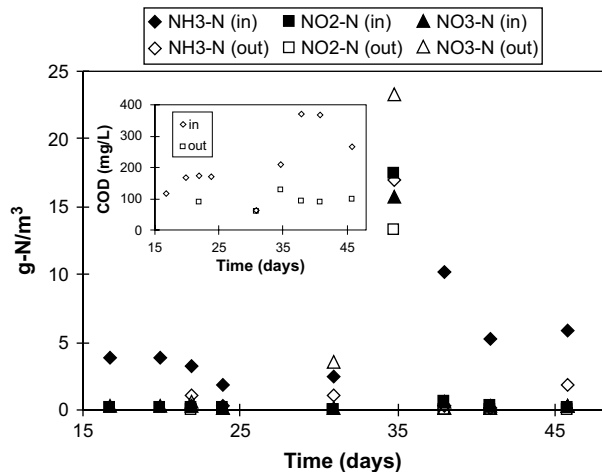 NH3-N (in) NO2-N (in) NO3-N (in)
NH3-N (out) NO2-N (out) NO3-N (out)
25
20
15
10
5
0
g-N/m³
15 25 35 45
Time (days)
400
300
200
100
0
COD (mg/L)
in
out
15 25 35 45
Time (days)